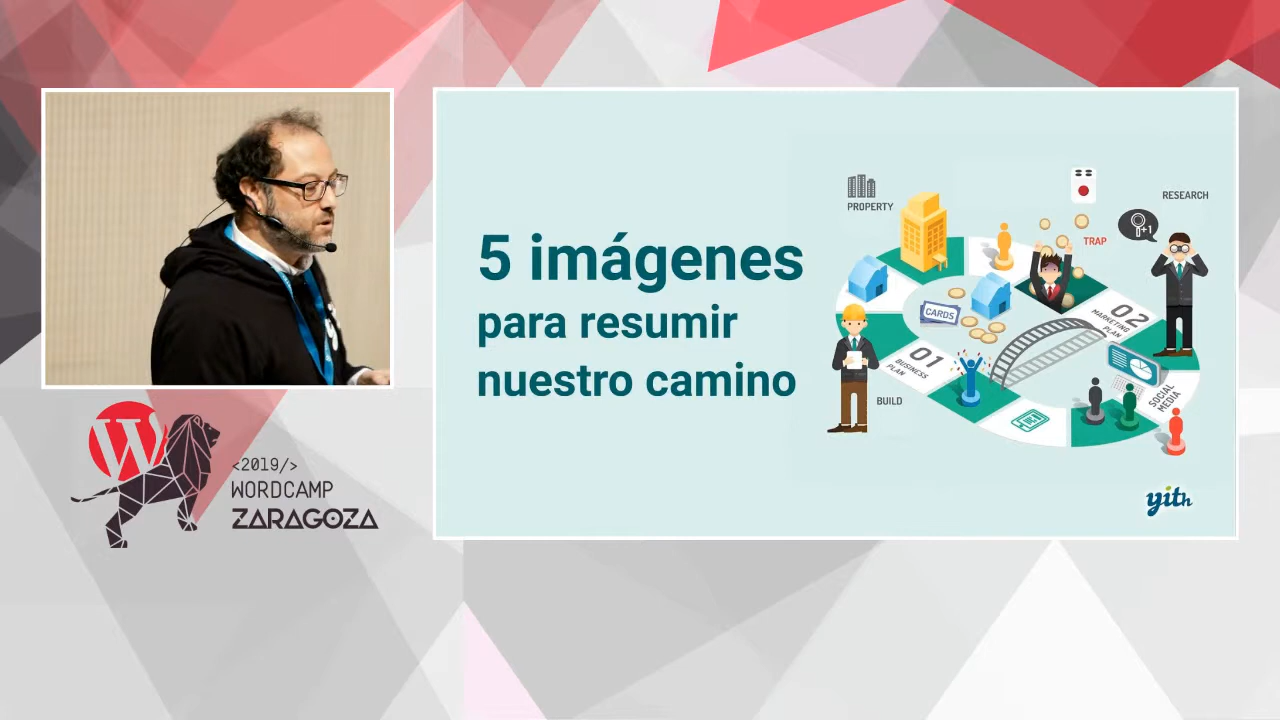 5 imágenes
para resumir
nuestro camino
PROPERTY
RESEARCH
TRAP
+1
CARDS
02
MARKETING
PLAN
01
BUSINESS
PLAN
SOCIAL
MEDIA
BUILD
yith
W
<2019/>
WORDCAMP
ZARAGOZA